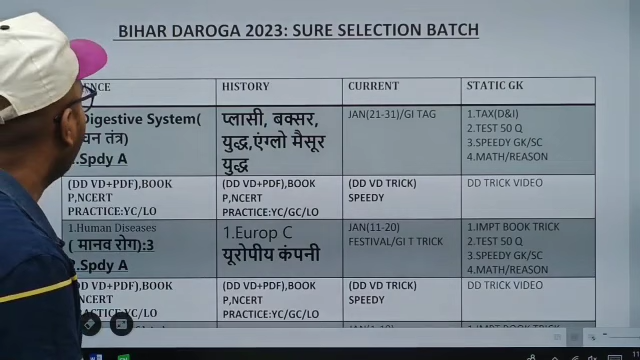 BIHAR DAROGA 2023: SURE SELECTION BATCH
HISTORY
CURRENT
STATIC GK
Digestive System(
तंत्र)
Spdy A
प्लासी, बक्सर,
युद्ध,एंग्लो मैसूर
युद्ध
JAN(21-31)/GI TAG
1.TAX(D&I)
2.TEST 50 Q
3.SPEEDY GK/SC
4.MATH/REASON
(DD VD+PDF),BOOK
P,NCERT
PRACTICE:YC/LO
(DD VD+PDF),BOOK
P,NCERT
PRACTICE:YC/GC/LO
(DD VD TRICK)
SPEEDY
DD TRICK VIDEO
1.Human Diseases
( मानव रोग):3
2.Spdy A
1.Europ C
यूरोपीय कंपनी
JAN(11-20)
FESTIVAL/GI T TRICK
1.IMPT BOOK TRICK
2.TEST 50 Q
3.SPEEDY GK/SC
4.MATH/REASON
(DD VD+PDF),BOOK
P,NCERT
YC/LO
(DD VD+PDF),BOOK
P,NCERT
PRACTICE:YC/GC/LO
(DD VD TRICK)
SPEEDY
DD TRICK VIDEO